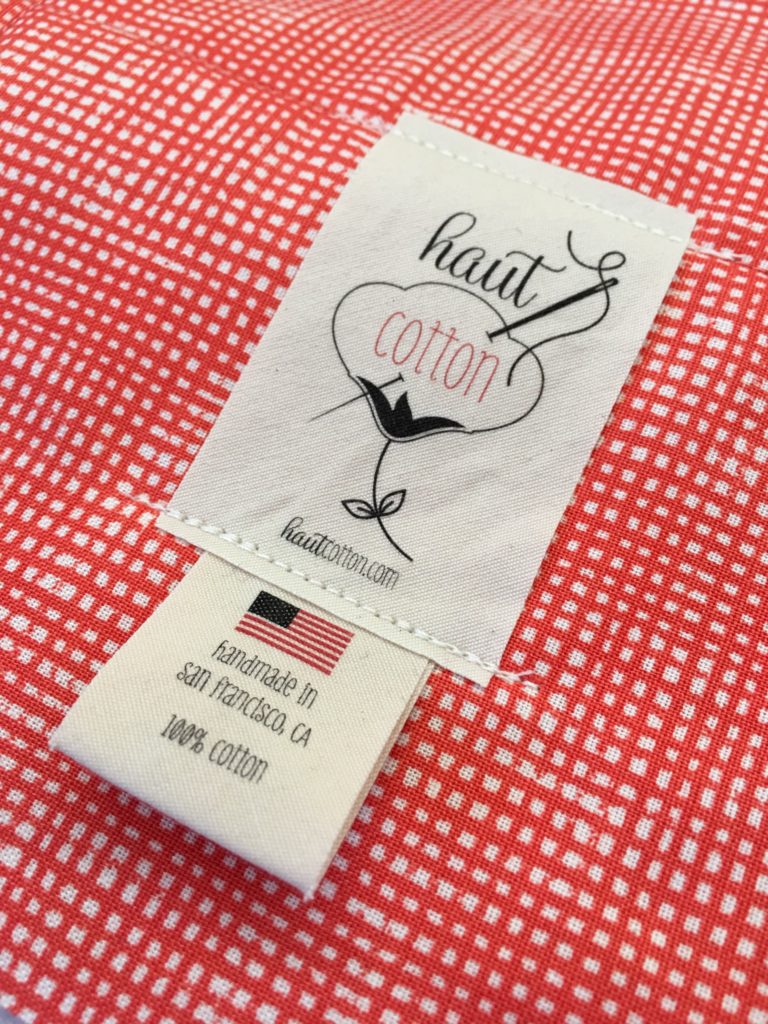 haut
cotton
hautcotton.com
handmade in
san francisco, CA
100% cotton